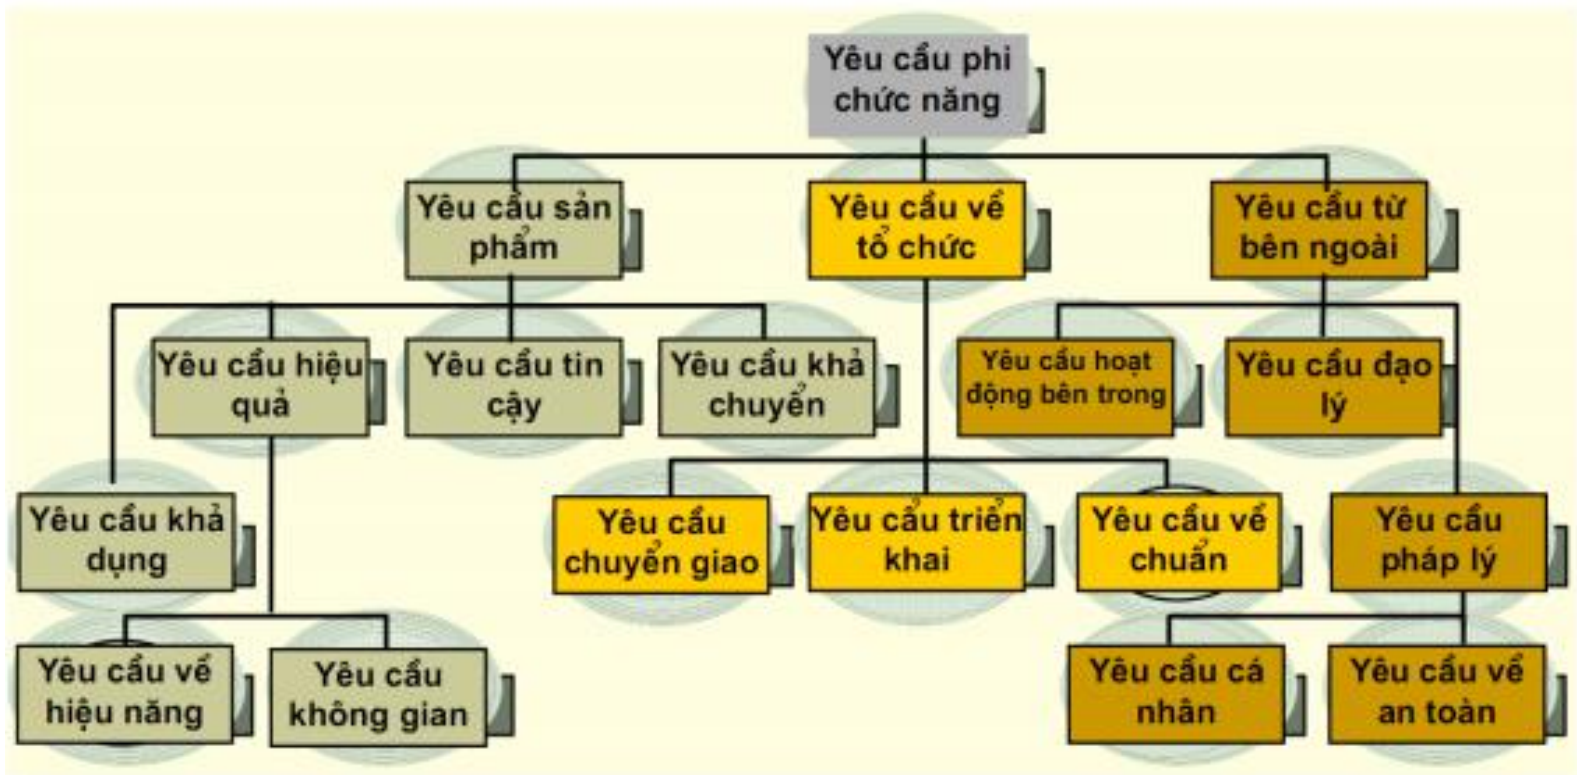 Yêu cầu phi
chức năng
Yêu cầu sản
phẩm
Yêu cầu về
tổ chức
Yêu cầu từ
bên ngoài
Yêu cầu hiệu
quả
Yêu cầu tin
cậy
Yêu cầu khả
chuyển
Yêu cầu hoạt
động bên trong
Yêu cầu đạo
lý
Yêu cầu khả
dụng
Yêu cầu
chuyển giao
Yêu cầu triển
khai
Yêu cầu về
chuẩn
Yêu cầu
pháp lý
Yêu cầu về
hiệu năng
Yêu cầu
không gian
Yêu cầu cá
nhân
Yêu cầu về
an toàn